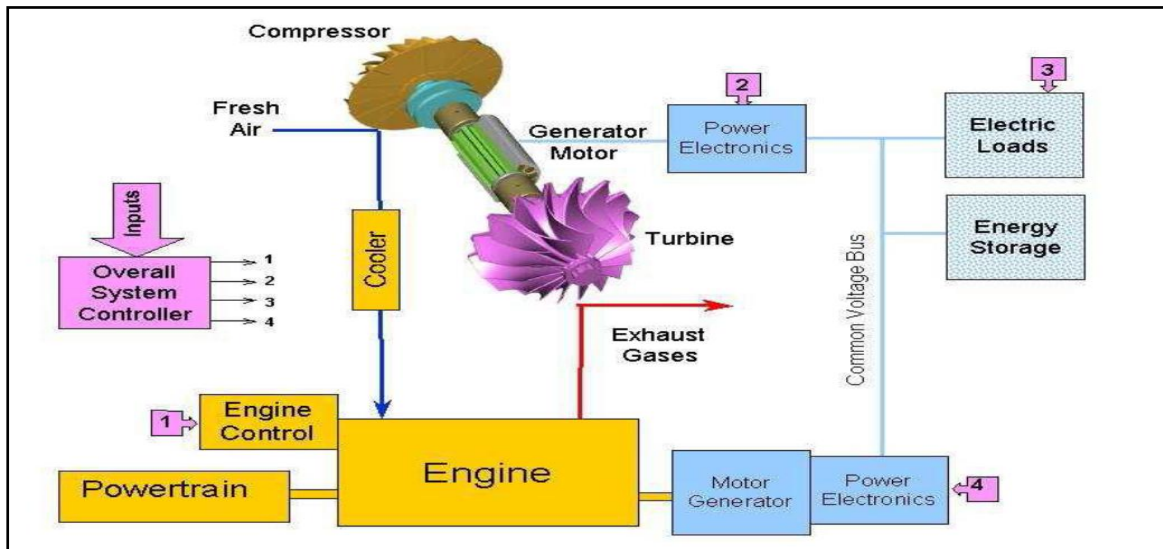 Compressor
Fresh
Air
Generator
Motor
2
Power
Electronics
3
Electric
Loads
Inputs
Overall
System
Controller
1
2
3
4
Cooler
Turbine
Energy
Storage
Exhaust
Gases
Common Voltage Bus
1
Engine
Control
Powertrain
Engine
Motor
Generator
Power
Electronics
4